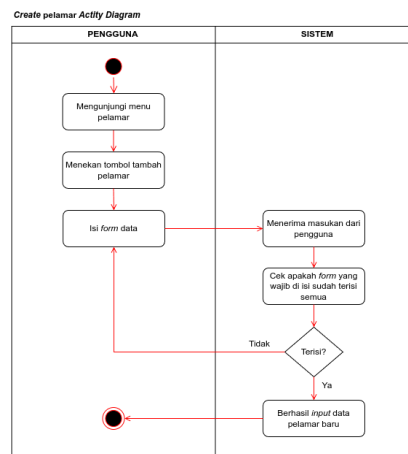 Create pelamar Actity Diagram
PENGGUNA
SISTEM
Mengunjungi menu
pelamar
Menekan tombol tambah
pelamar
Isi form data
Menerima masukan dari
pengguna
Cek apakah form yang
wajib di isi sudah terisi
semua
Tidak
Terisi?
Ya
Berhasil input data
pelamar baru